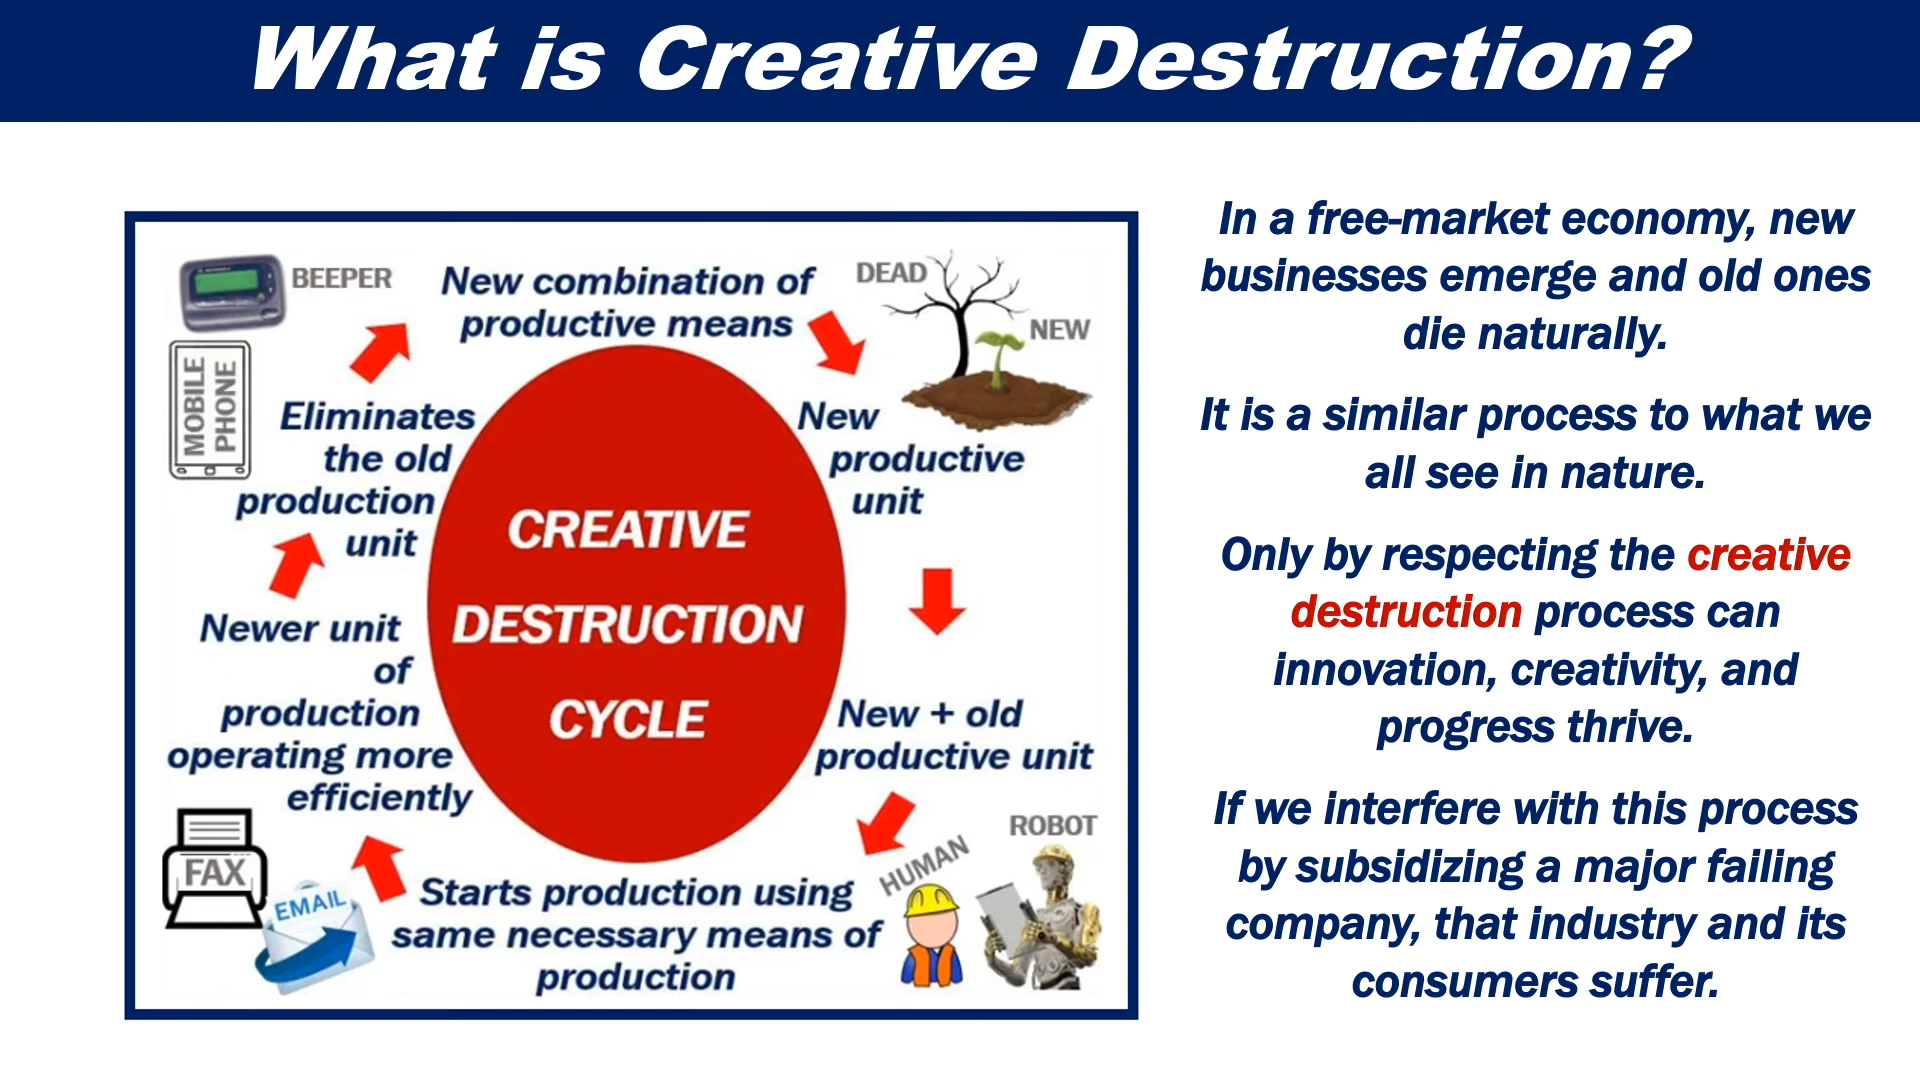 What is Creative Destruction?
BEEPER
MOBILE
PHONE
New combination of
productive means
DEAD
NEW
New
productive
unit
New + old
productive unit
HUMAN
ROBOT
Starts production using
same necessary means of
production
FAX
EMAIL
Newer unit
of
production
operating more
efficiently
Eliminates
the old
production
unit
CREATIVE
DESTRUCTION
CYCLE
In a free-market economy, new
businesses emerge and old ones
die naturally.
It is a similar process to what we
all see in nature.
Only by respecting the creative
destruction process can
innovation, creativity, and
progress thrive.
If we interfere with this process
by subsidizing a major failing
company, that industry and its
consumers suffer.